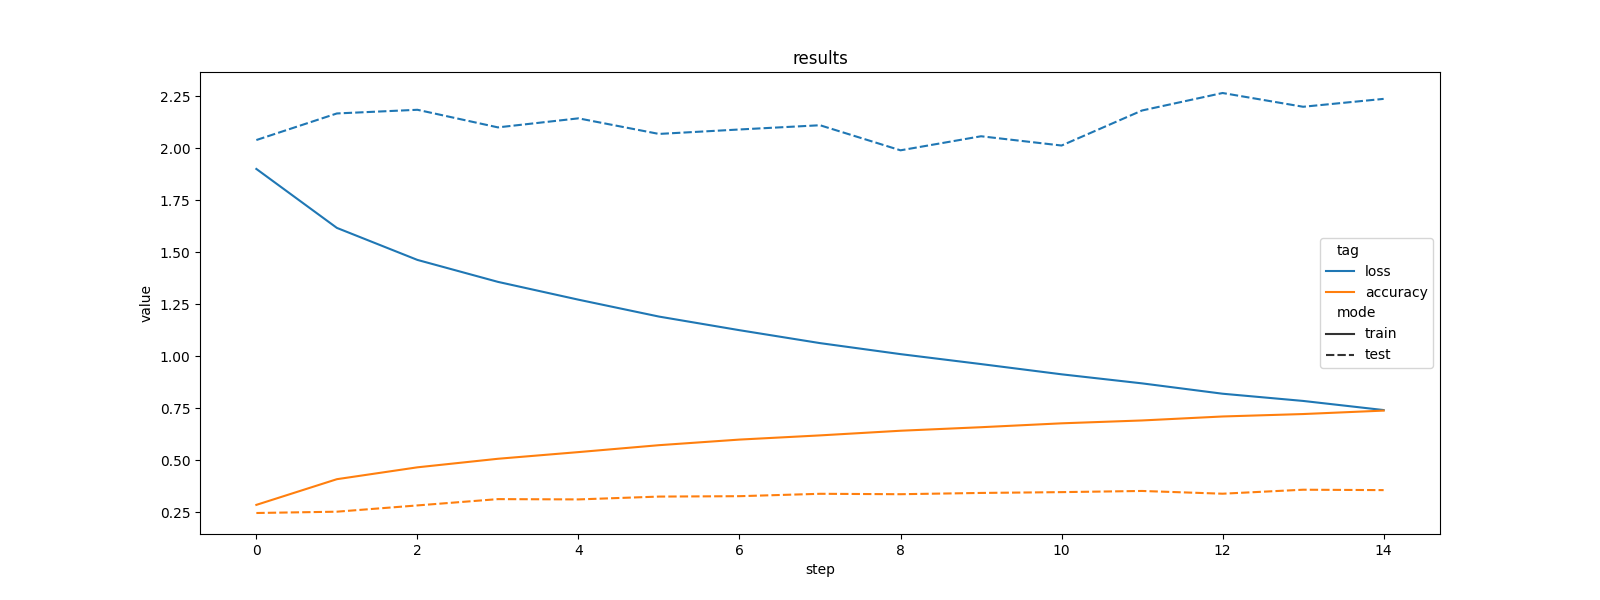 results
2.25
2.00
1.75
1.50
1.25
1.00
0.75
0.50
0.25
value
tag
loss
accuracy
mode
train
test
0 2 4 6 8 10 12 14
step